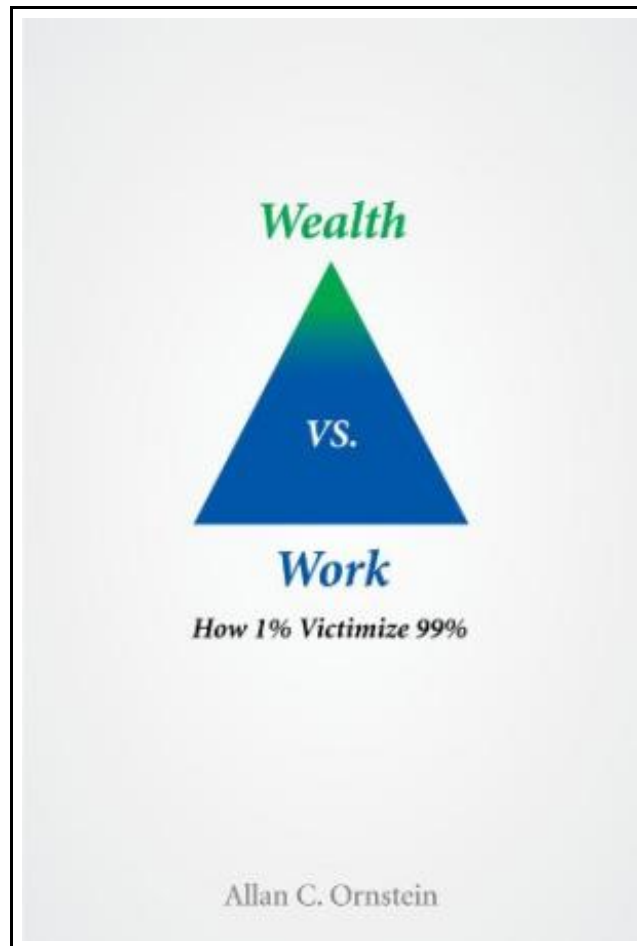 Wealth
VS.
Work
How 1% Victimize 99%
Allan C. Ornstein